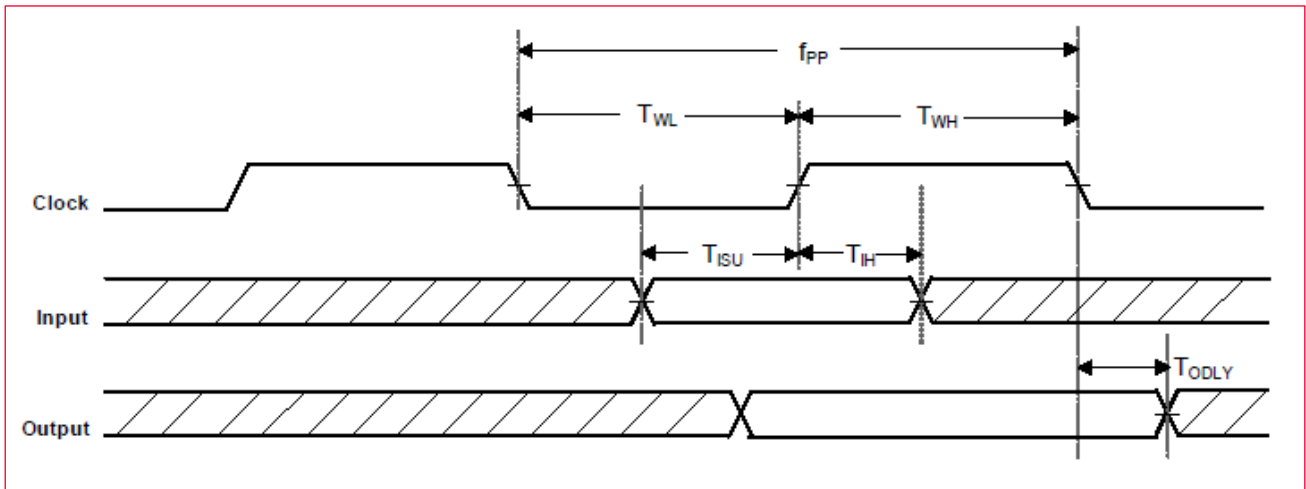 fPP
TWL TWH
Clock
TISU TIH
Input
TODLY
Output